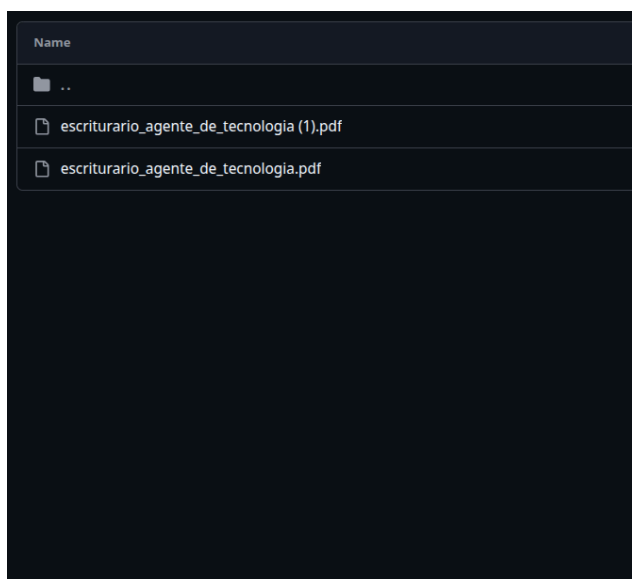 Name
..
escriturario_agente_de_tecnologia (1).pdf
escriturario_agente_de_tecnologia.pdf